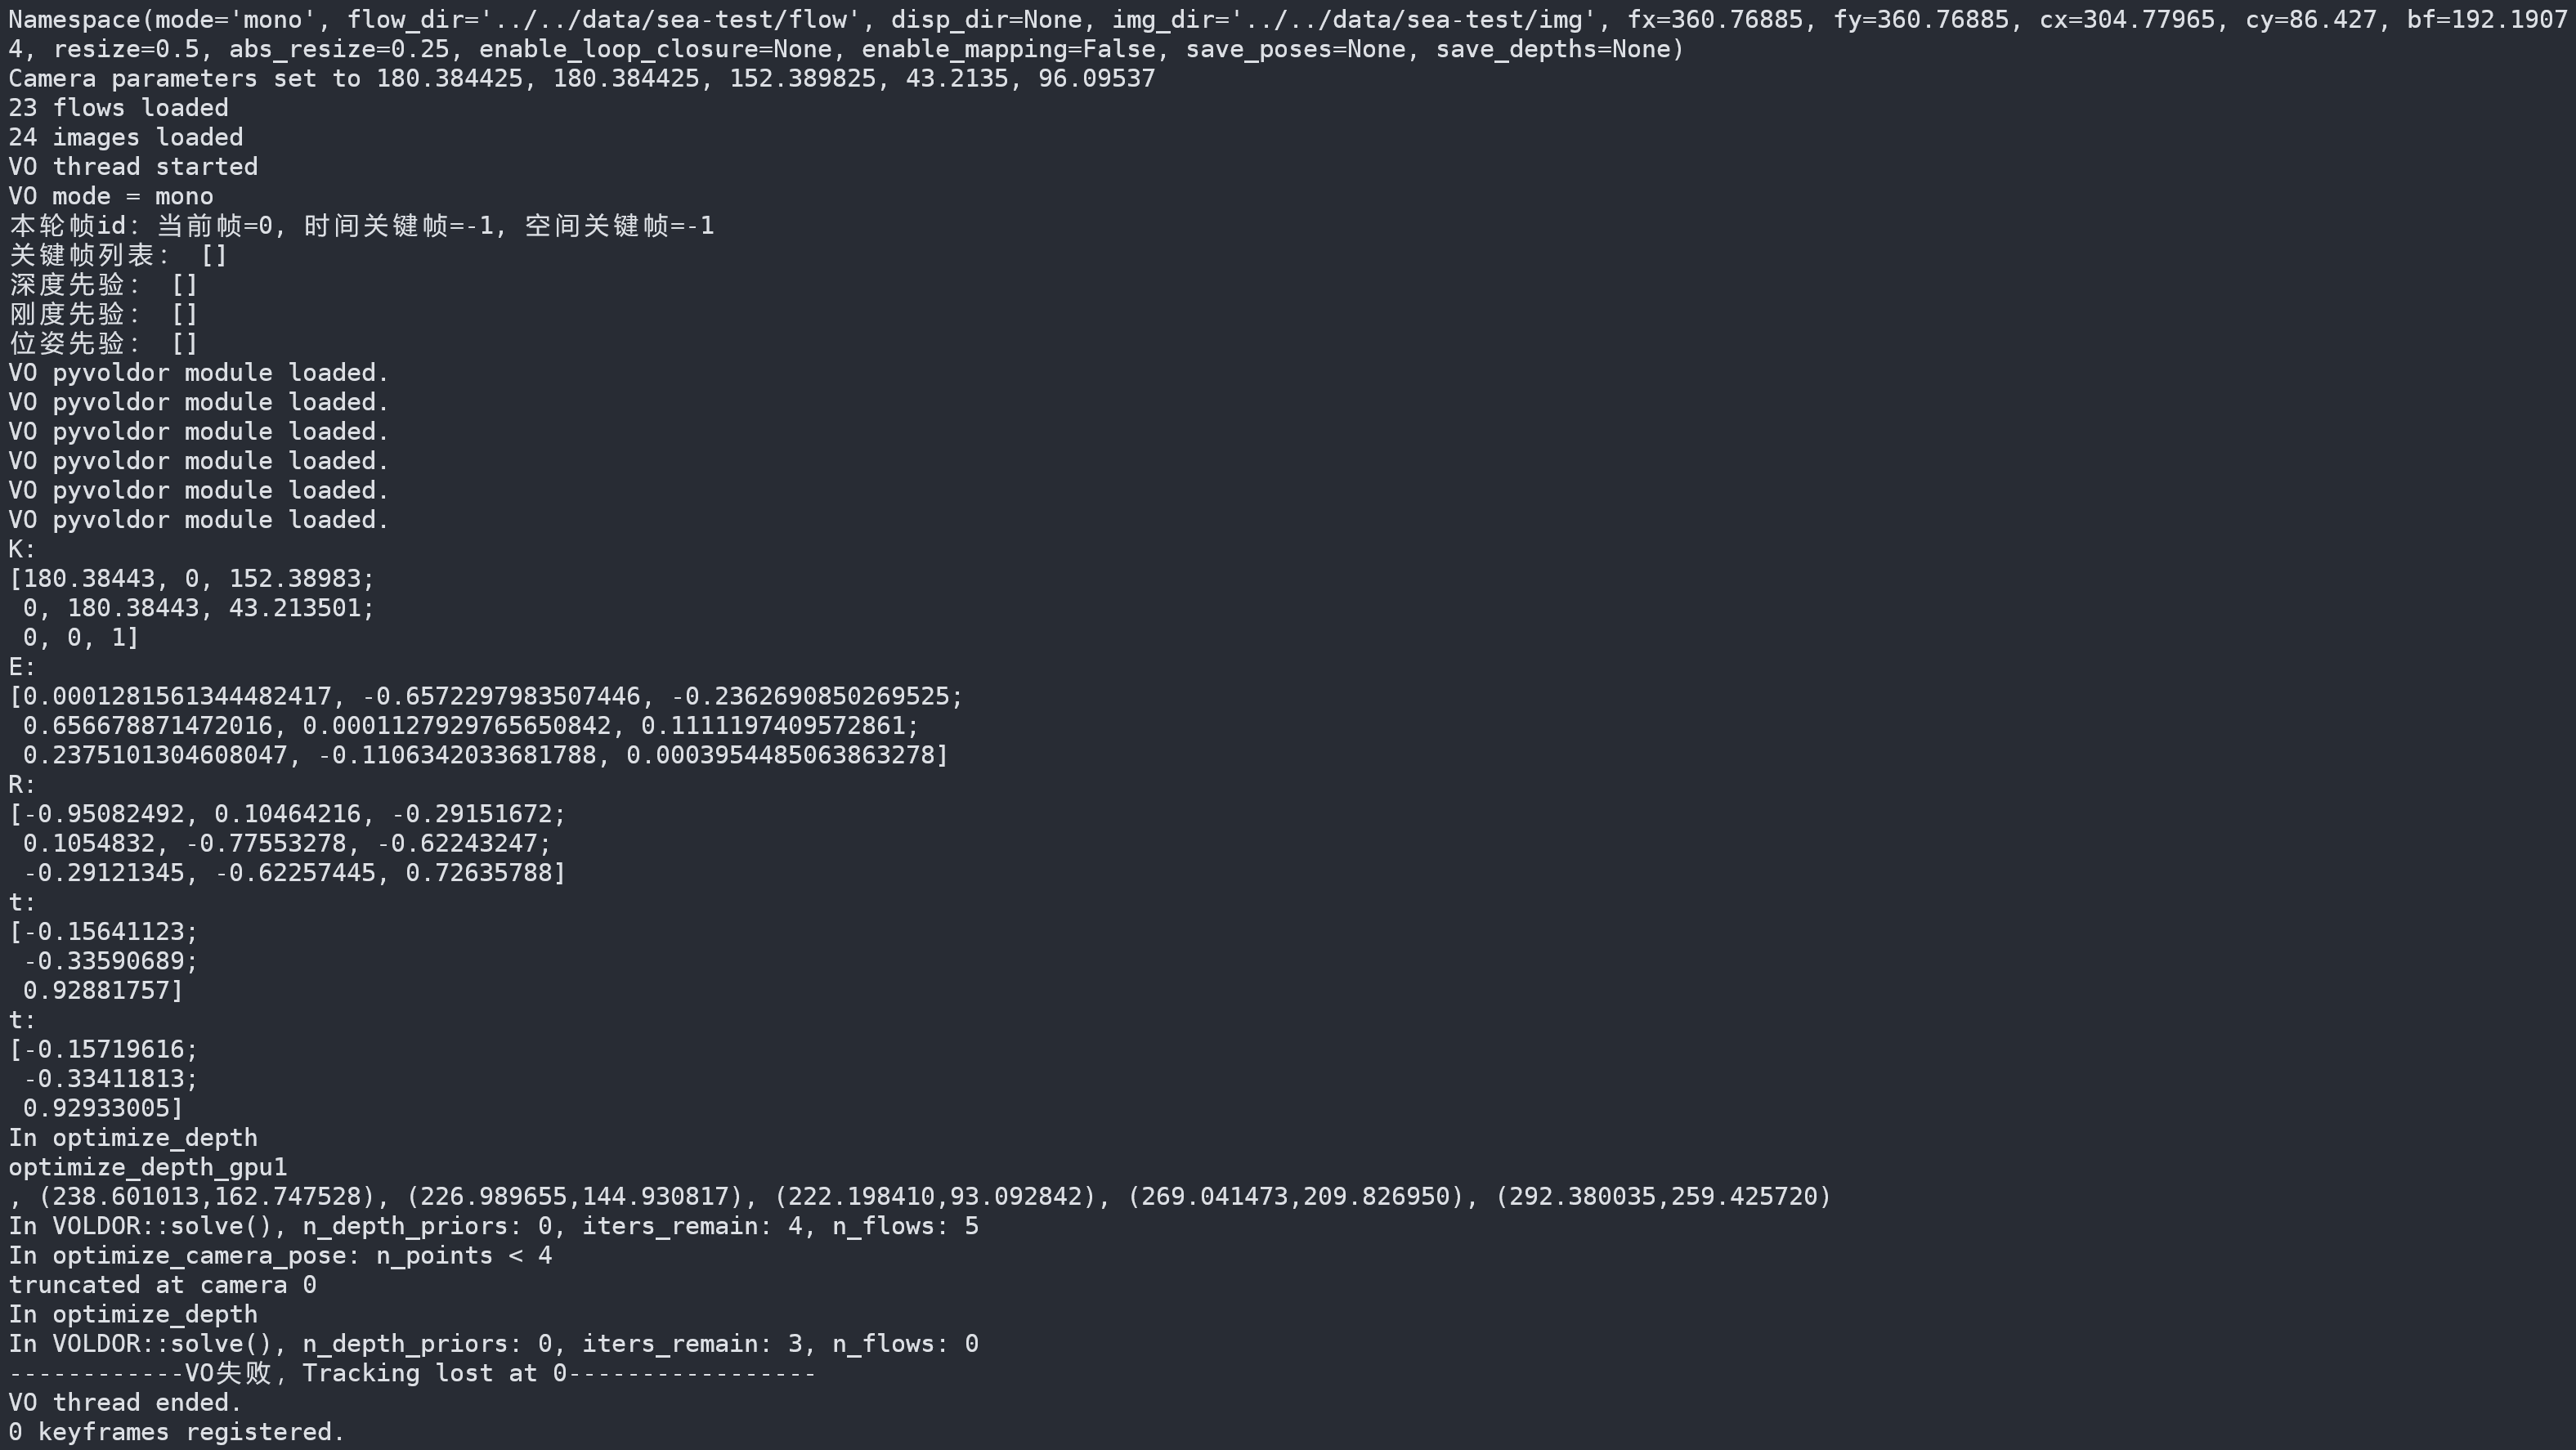 Namespace(mode='mono', flow_dir='../../data/sea-test/flow', disp_dir=None, img_dir='../../data/sea-test/img', fx=360.76885, fy=360.76885, cx=304.77965, cy=86.427, bf=192.1907
4, resize=0.5, abs_resize=0.25, enable_loop_closure=None, enable_mapping=False, save_poses=None, save_depths=None)
Camera parameters set to 180.384425, 180.384425, 152.389825, 43.2135, 96.09537
23 flows loaded
24 images loaded
VO thread started
VO mode = mono
本轮帧id: 当前帧=0, 时间关键帧=-1, 空间关键帧=-1
关键帧列表: []
深度先验: []
刚度先验: []
位姿先验: []
VO pyvoldor module loaded.
VO pyvoldor module loaded.
VO pyvoldor module loaded.
VO pyvoldor module loaded.
VO pyvoldor module loaded.
VO pyvoldor module loaded.
K:
[180.38443, 0, 152.38983;
 0, 180.38443, 43.213501;
 0, 0, 1]
E:
[0.0001281561344482417, -0.6572297983507446, -0.2362690850269525;
 0.656678871472016, 0.0001127929765650842, 0.1111197409572861;
 0.2375101304608047, -0.1106342033681788, 0.0003954485063863278]
R:
[-0.95082492, 0.10464216, -0.29151672;
 0.1054832, -0.77553278, -0.62243247;
 -0.29121345, -0.62257445, 0.72635788]
t:
[-0.15641123;
 -0.33590689;
 0.92881757]
t:
[-0.15719616;
 -0.33411813;
 0.92933005]
In optimize_depth
optimize_depth_gpu1
, (238.601013,162.747528), (226.989655,144.930817), (222.198410,93.092842), (269.041473,209.826950), (292.380035,259.425720)
In VOLDOR::solve(), n_depth_priors: 0, iters_remain: 4, n_flows: 5
In optimize_camera_pose: n_points < 4
truncated at camera 0
In optimize_depth
In VOLDOR::solve(), n_depth_priors: 0, iters_remain: 3, n_flows: 0
------------VO失败, Tracking lost at 0-----------------
VO thread ended.
0 keyframes registered.